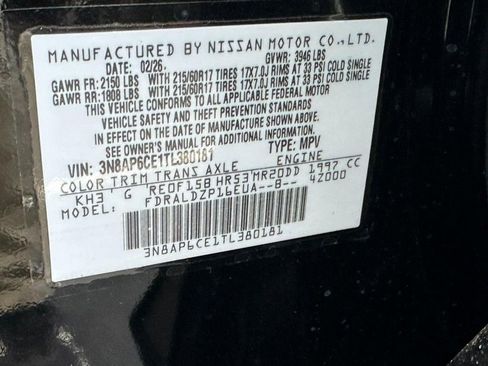 MANUFACTURED BY NISSAN MOTOR CO., LTD.
DATE: 02/26 GVWR: 3946 LBS
GAWR FR: 2150 LBS WITH 215/60R17 TIRES 17X7.0J RIMS AT 33 PSI COLD SINGLE
GAWR RR: 1808 LBS WITH 215/60R17 TIRES 17X7.0J RIMS AT 33 PSI COLD SINGLE
THIS VEHICLE CONFORMS TO ALL APPLICABLE FEDERAL MOTOR
VEHICLE SAFETY AND THEFT PREVENTION STANDARDS
IN EFFECT ON THE DATE OF MANUFACTURE SHOWN ABOVE.
SEE OWNER'S MANUAL FOR ADDITIONAL INFORMATION
VIN: 3N8AP6CE1TL380181 TYPE: MPV
COLOR TRIM TRANS AXLE ENGINE
KH3 G RE0F15B HR53 MR20DD 1997 CC
MODEL: FDRALDZP16EUA--B-- 4Z000
3N8AP6CE1TL380181